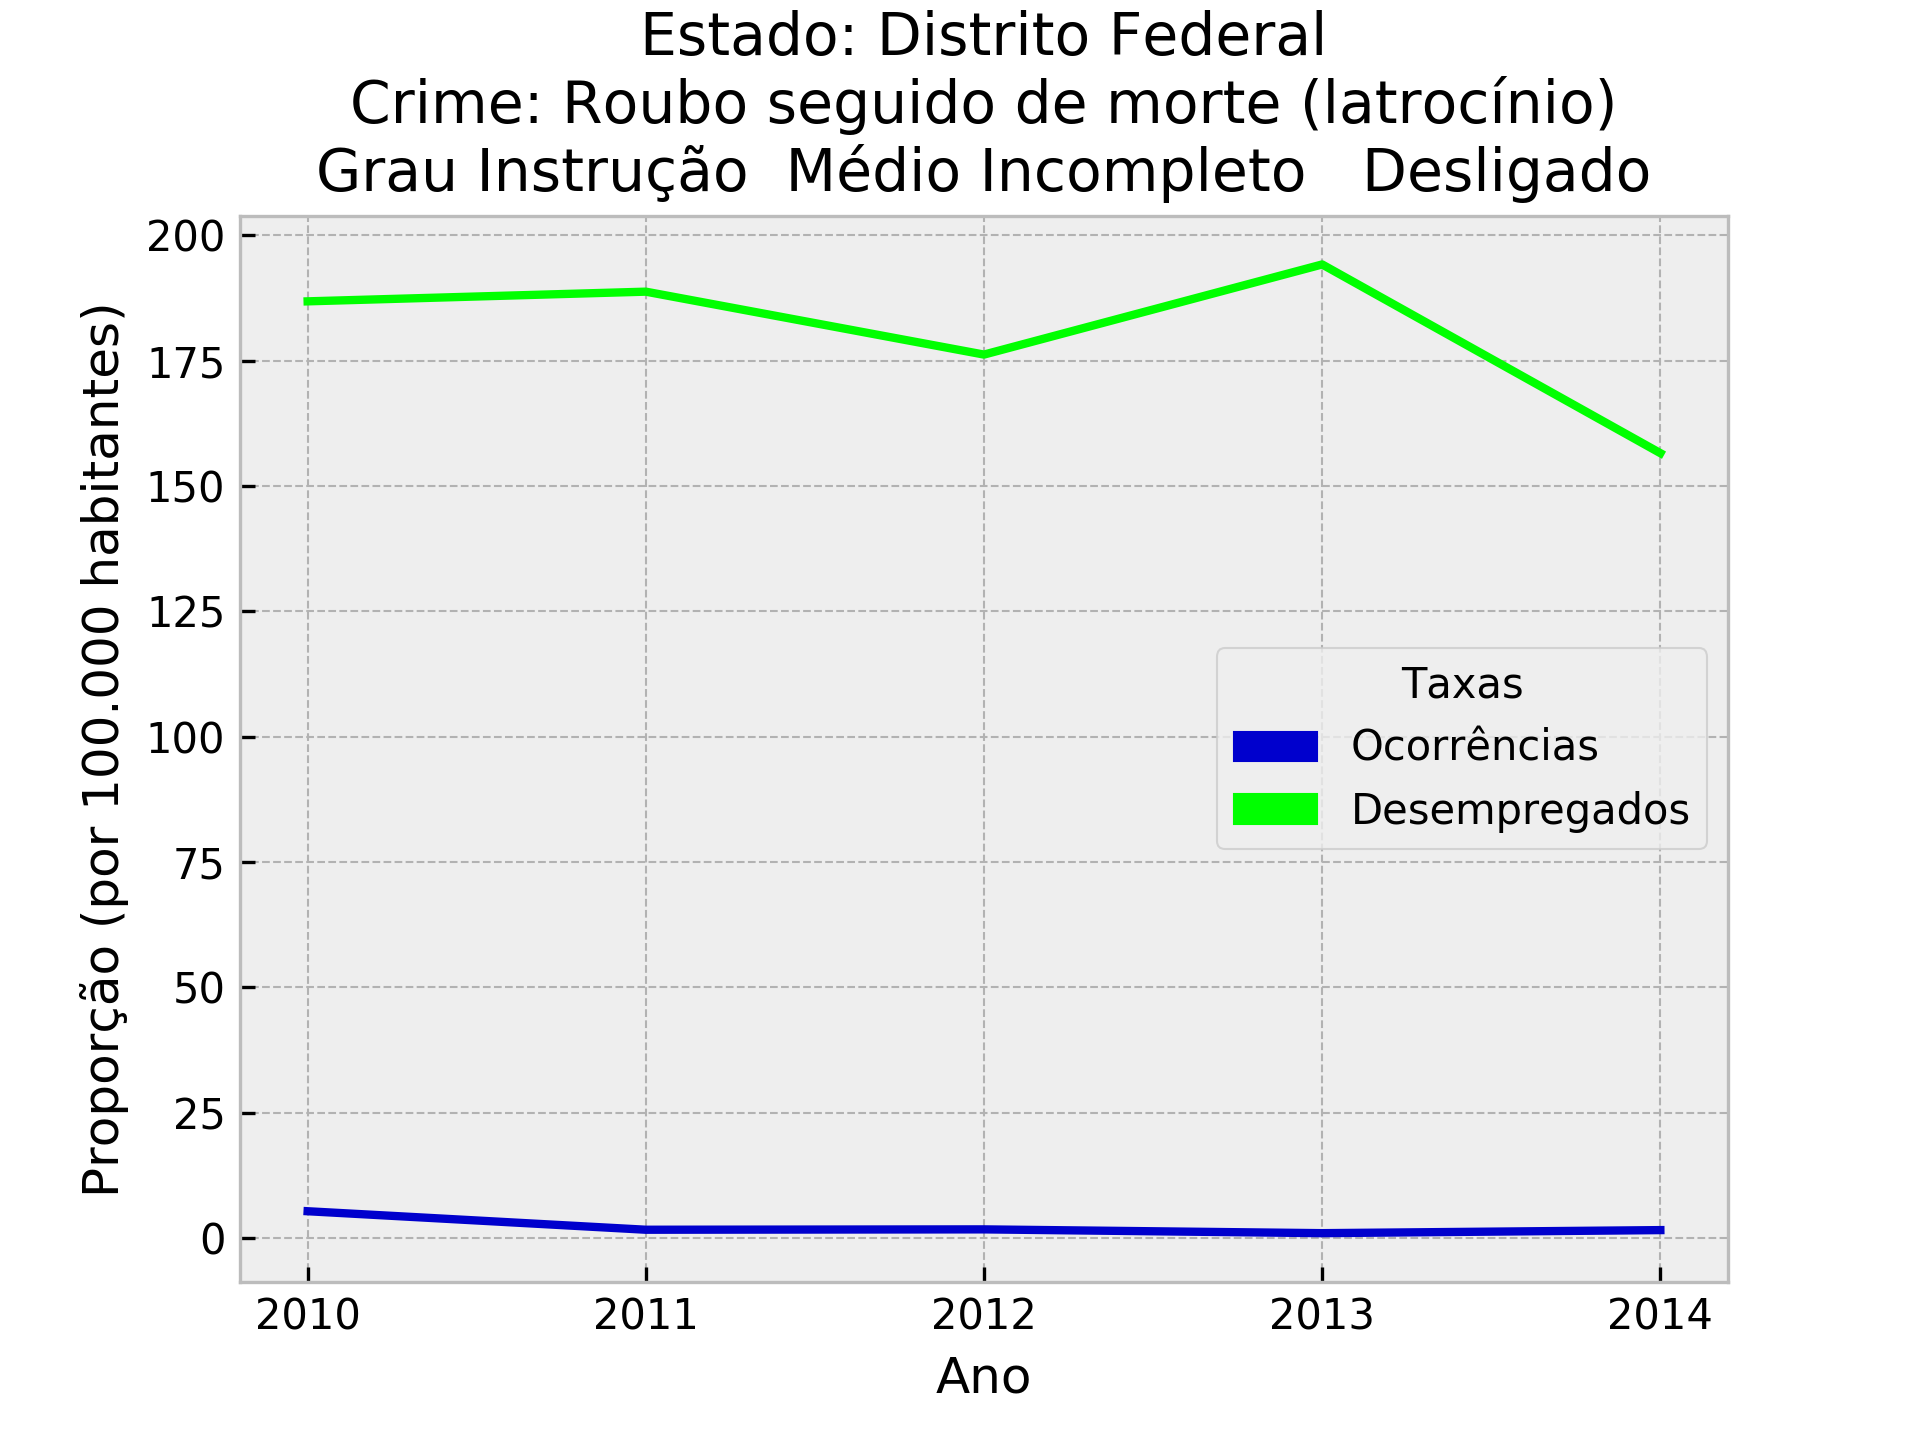 Estado: Distrito Federal
Crime: Roubo seguido de morte (latrocínio)
Grau Instrução  Médio Incompleto   Desligado
Proporção (por 100.000 habitantes)
200
175
150
125
100
75
50
25
0
Taxas
Ocorrências
Desempregados
2010 2011 2012 2013 2014
Ano